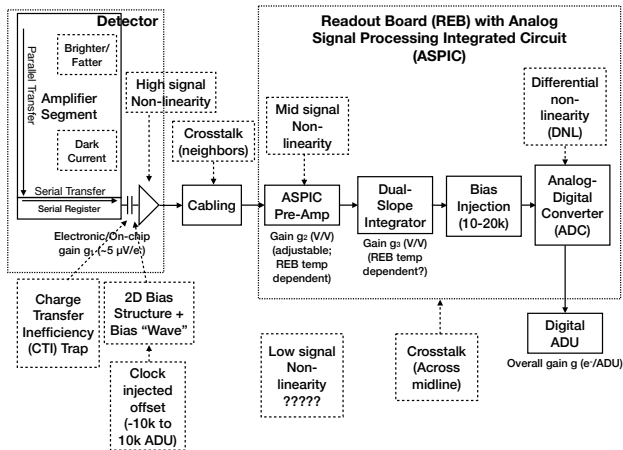 Detector
Readout Board (REB) with Analog
Signal Processing Integrated Circuit
(ASPIC)
Parallel Transfer
Brighter/
Fatter
Amplifier
Segment
Dark
Current
Serial Transfer
Serial Register
High signal
Non-linearity
Crosstalk
(neighbors)
Mid signal
Non-
linearity
Differential
non-
linearity
(DNL)
Cabling
ASPIC
Pre-Amp
Dual-
Slope
Integrator
Bias
Injection
(10-20k)
Analog-
Digital
Converter
(ADC)
Electronic/On-chip
gain g₁ (~5 μV/e-)
Gain g₂ (V/V)
(adjustable;
REB temp
dependent)
Gain g₃ (V/V)
(REB temp
dependent?)
Charge
Transfer
Inefficiency
(CTI) Trap
2D Bias
Structure +
Bias “Wave”
Clock
injected
offset
(-10k to
10k ADU)
Low signal
Non-
linearity
?????
Crosstalk
(Across
midline)
Digital
ADU
Overall gain g (e-/ADU)